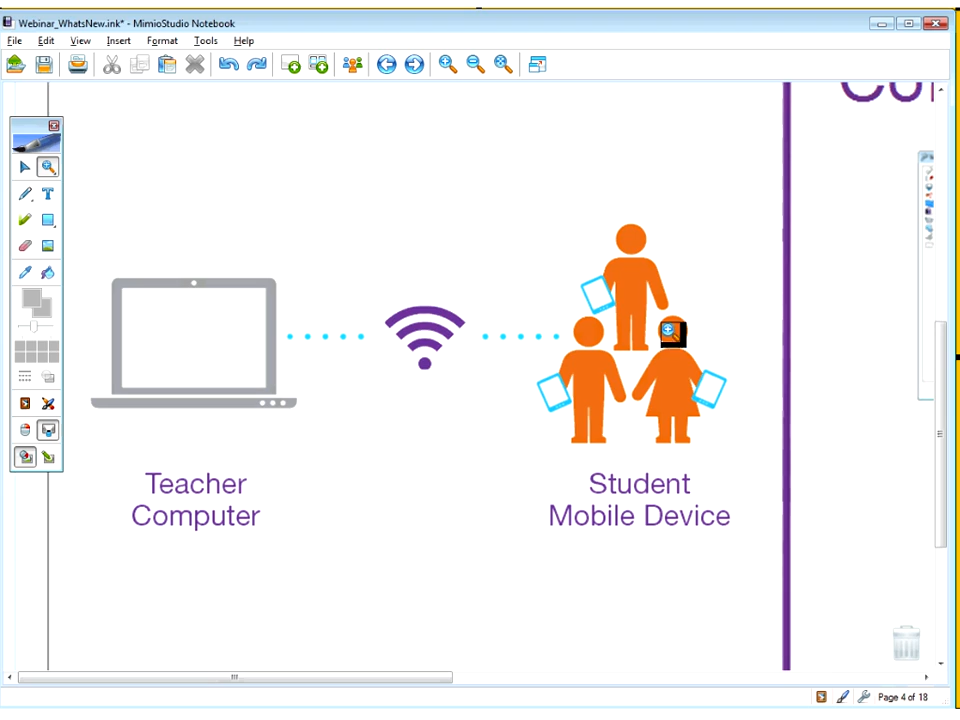 Webinar_WhatsNew.ink* - MimioStudio Notebook
File Edit View Insert Format Tools Help
Teacher
Computer
Student
Mobile Device
Page 4 of 18